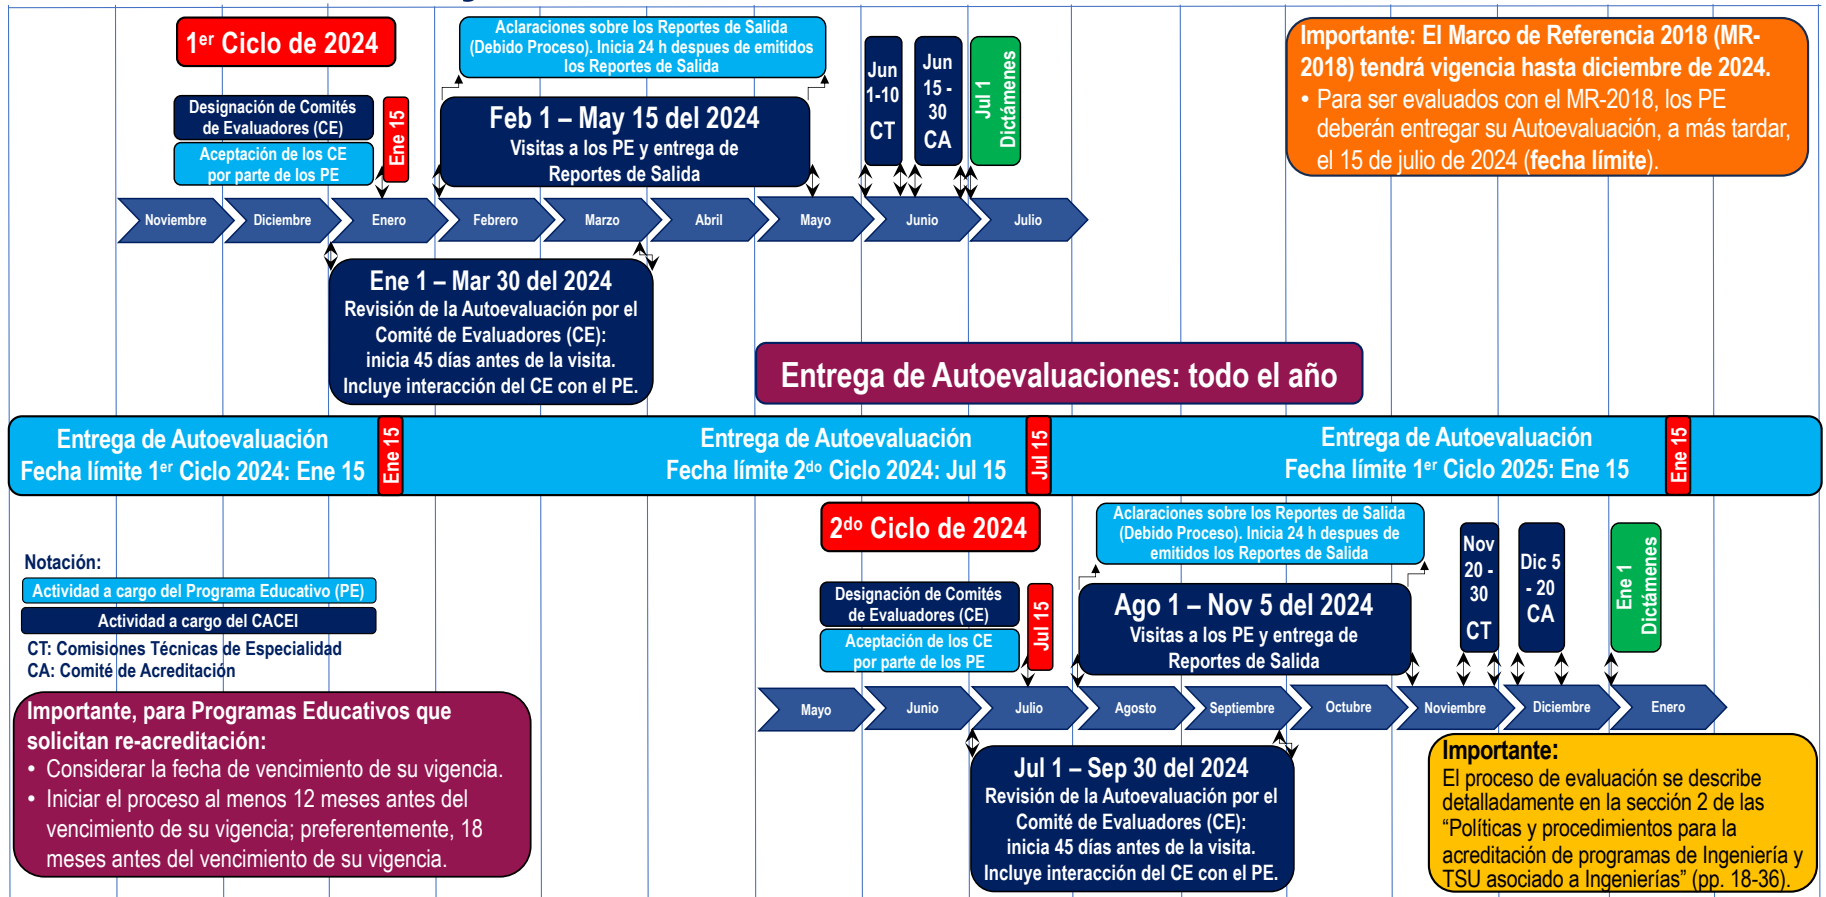 1er Ciclo de 2024
Aclaraciones sobre los Reportes de Salida
(Debido Proceso). Inicia 24 h despues de emitidos
los Reportes de Salida
Designación de Comités
de Evaluadores (CE)
Aceptación de los CE
por parte de los PE
Ene 15
Feb 1 – May 15 del 2024
Visitas a los PE y entrega de
Reportes de Salida
Jun
1-10
CT
Jun
15 -
30
CA
Jul 1
Dictámenes
Importante: El Marco de Referencia 2018 (MR-
2018) tendrá vigencia hasta diciembre de 2024.
• Para ser evaluados con el MR-2018, los PE
deberán entregar su Autoevaluación, a más tardar,
el 15 de julio de 2024 (fecha límite).
Noviembre
Diciembre
Enero
Febrero
Marzo
Abril
Mayo
Junio
Julio
Ene 1 – Mar 30 del 2024
Revisión de la Autoevaluación por el
Comité de Evaluadores (CE):
inicia 45 días antes de la visita.
Incluye interacción del CE con el PE.
Entrega de Autoevaluaciones: todo el año
Entrega de Autoevaluación
Fecha límite 1er Ciclo 2024: Ene 15
Ene 15
Entrega de Autoevaluación
Fecha límite 2do Ciclo 2024: Jul 15
Jul 15
Entrega de Autoevaluación
Fecha límite 1er Ciclo 2025: Ene 15
Ene 15
2do Ciclo de 2024
Aclaraciones sobre los Reportes de Salida
(Debido Proceso). Inicia 24 h despues de
emitidos los Reportes de Salida
Designación de Comités
de Evaluadores (CE)
Aceptación de los CE
por parte de los PE
Jul 15
Ago 1 – Nov 5 del 2024
Visitas a los PE y entrega de
Reportes de Salida
Nov
20 -
30
CT
Dic 5
- 20
CA
Ene 1
Dictámenes
Notación:
Actividad a cargo del Programa Educativo (PE)
Actividad a cargo del CACEI
CT: Comisiones Técnicas de Especialidad
CA: Comité de Acreditación
Mayo
Junio
Julio
Agosto
Septiembre
Octubre
Noviembre
Diciembre
Enero
Importante, para Programas Educativos que
solicitan re-acreditación:
• Considerar la fecha de vencimiento de su vigencia.
• Iniciar el proceso al menos 12 meses antes del
vencimiento de su vigencia; preferentemente, 18
meses antes del vencimiento de su vigencia.
Jul 1 – Sep 30 del 2024
Revisión de la Autoevaluación por el
Comité de Evaluadores (CE):
inicia 45 días antes de la visita.
Incluye interacción del CE con el PE.
Importante:
El proceso de evaluación se describe
detalladamente en la sección 2 de las
“Políticas y procedimientos para la
acreditación de programas de Ingeniería y
TSU asociado a Ingenierías” (pp. 18-36).